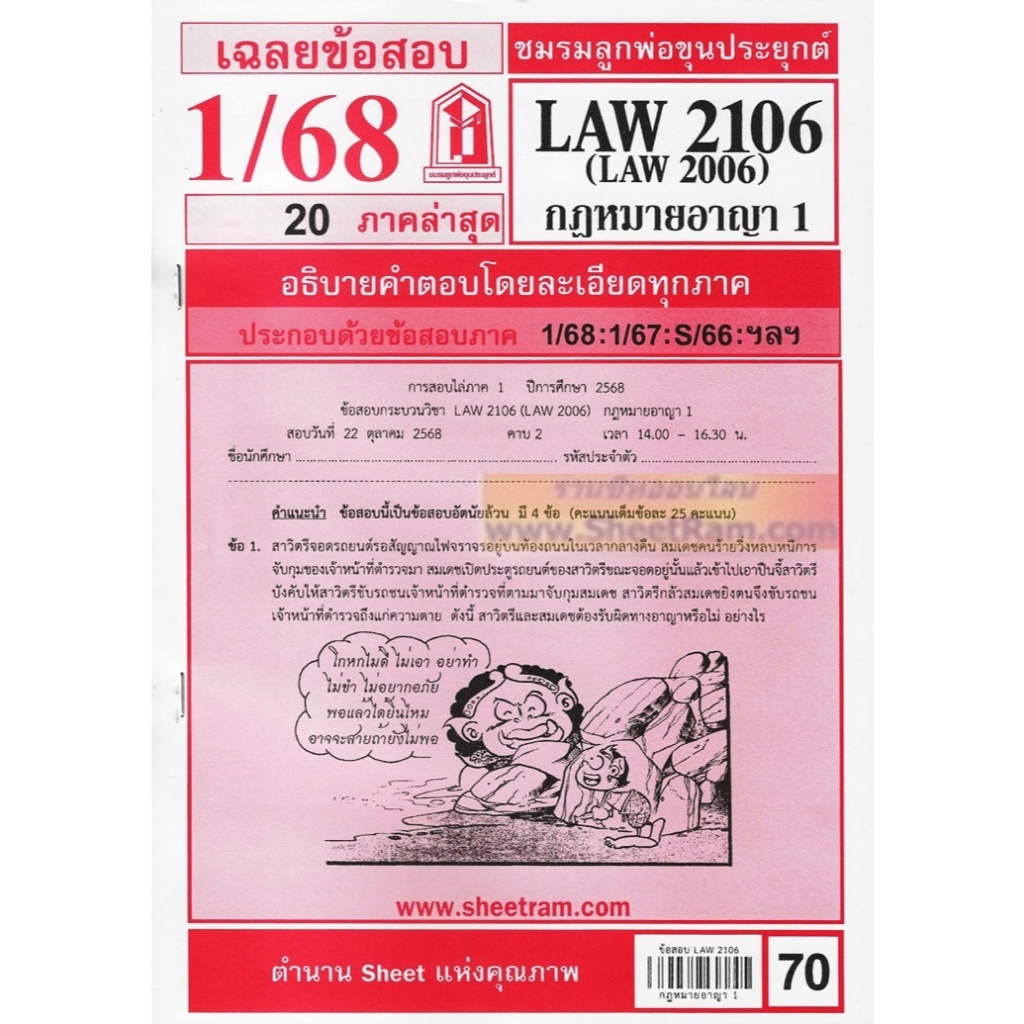 เฉลยข้อสอบ
ชมรมลูกพ่อขุนประยุกต์
1/68
ชมรมลูกพ่อขุนประยุกต์
LAW 2106
(LAW 2006)
กฎหมายอาญา 1
20 ภาคล่าสุด
อธิบายคำตอบโดยละเอียดทุกภาค
ประกอบด้วยข้อสอบภาค 1/68:1/67:S/66:ฯลฯ
การสอบไล่ภาค 1 ปีการศึกษา 2568
ข้อสอบกระบวนวิชา LAW 2106 (LAW 2006) กฎหมายอาญา 1
สอบวันที่ 22 ตุลาคม 2568 คาบ 2 เวลา 14.00 – 16.30 น.
ชื่อนักศึกษา ........ รหัสประจำตัว ........
รามชีทออนไลน์
www.SheetRam.com
คำแนะนำ ข้อสอบนี้เป็นข้อสอบอัตนัยล้วน มี 4 ข้อ (คะแนนเต็มข้อละ 25 คะแนน)
ข้อ 1. สาวิตรีจอดรถยนต์รอสัญญาณไฟจราจรอยู่บนท้องถนนในเวลากลางคืน สมเดชคนร้ายวิ่งหลบหนีการ
จับกุมของเจ้าหน้าที่ตำรวจมา สมเดชเปิดประตูรถยนต์ของสาวิตรีขณะจอดอยู่นั้นแล้วเข้าไปเอาปืนจี้สาวิตรี
บังคับให้สาวิตรีขับรถชนเจ้าหน้าที่ตำรวจที่ตามมาจับกุมสมเดช สาวิตรีกลัวสมเดชยิงตนจึงขับรถชน
เจ้าหน้าที่ตำรวจถึงแก่ความตาย ดังนี้ สาวิตรีและสมเดชต้องรับผิดทางอาญาหรือไม่ อย่างไร
โกหกไม่ดี ไม่เอา อย่าทำ
ไม่ขำ ไม่อยากอภัย
พอแล้วได้ยินไหม
อาจจะสายถ้ายังไม่พอ
www.sheetram.com
ตำนาน Sheet แห่งคุณภาพ
ข้อสอบ LAW 2106
กฎหมายอาญา 1
70